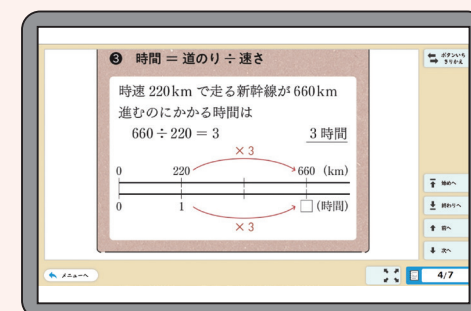 ❸ 時間 = 道のり ÷ 速さ
時速 220km で走る新幹線が 660km
進むのにかかる時間は
660 ÷ 220 = 3
3 時間
× 3
0 220 660 (km)
0 1 □ (時間)
× 3
ボタンいち
きりかえ
始めへ
終わりへ
前へ
次へ
メニューへ
4/7